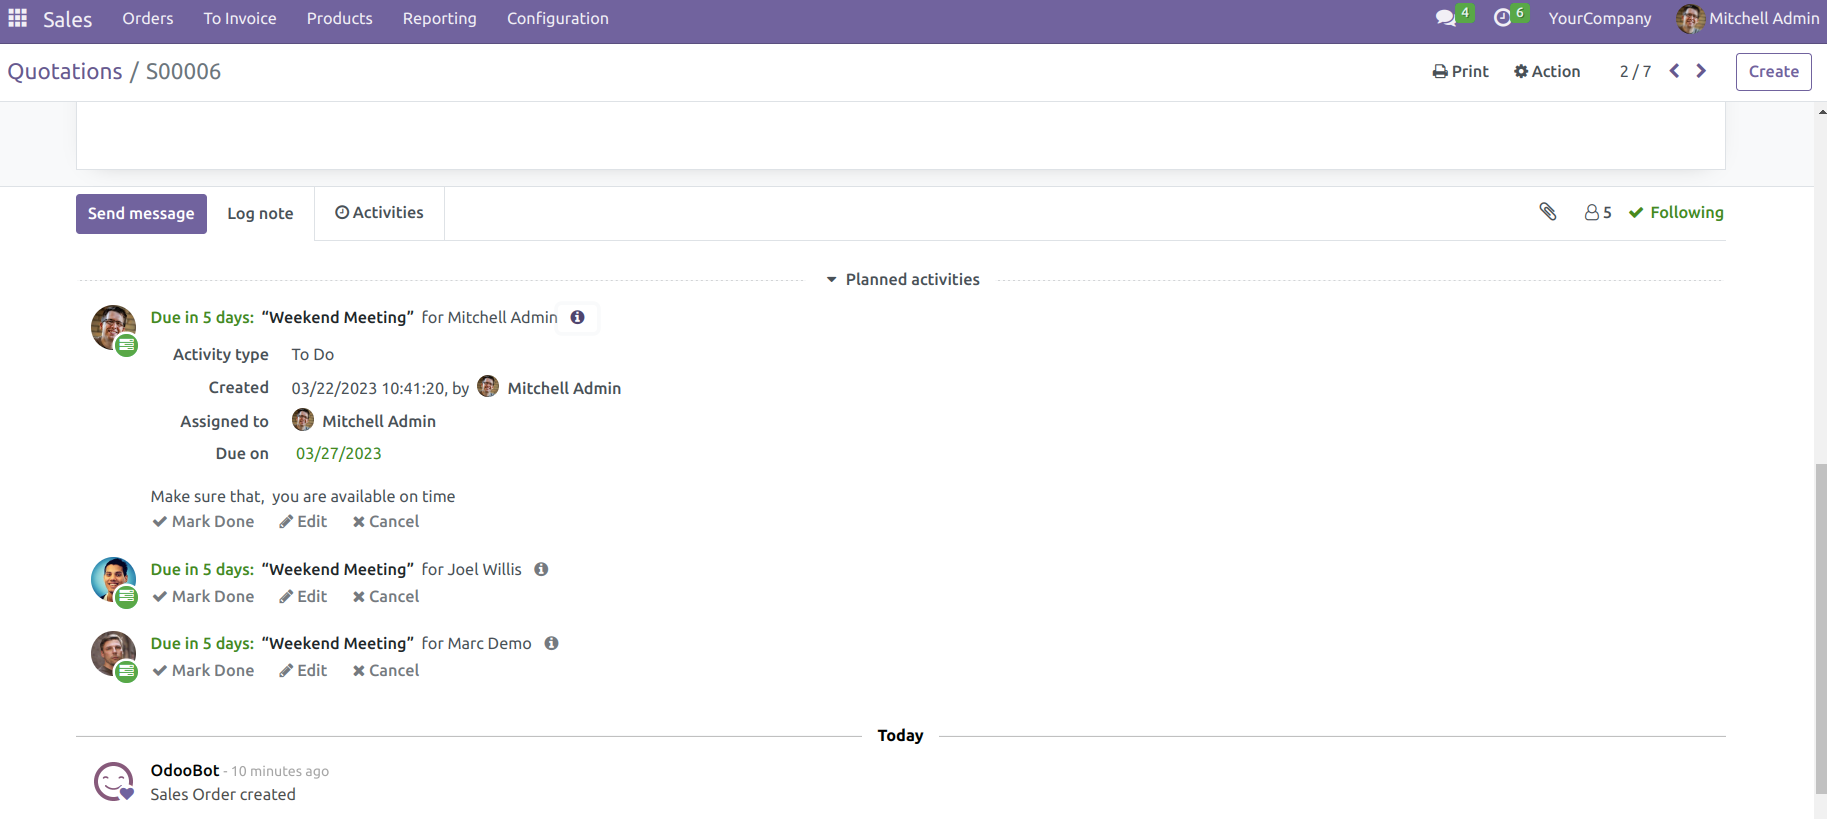 Sales Orders To Invoice Products Reporting Configuration 4 6 YourCompany Mitchell Admin
Quotations / S00006 Print Action 2 / 7 Create
Send message Log note Activities 5 Following
Planned activities
Due in 5 days: “Weekend Meeting” for Mitchell Admin
Activity type To Do
Created 03/22/2023 10:41:20, by Mitchell Admin
Assigned to Mitchell Admin
Due on 03/27/2023
Make sure that, you are available on time
Mark Done Edit Cancel
Due in 5 days: “Weekend Meeting” for Joel Willis
Mark Done Edit Cancel
Due in 5 days: “Weekend Meeting” for Marc Demo
Mark Done Edit Cancel
Today
OdooBot - 10 minutes ago
Sales Order created